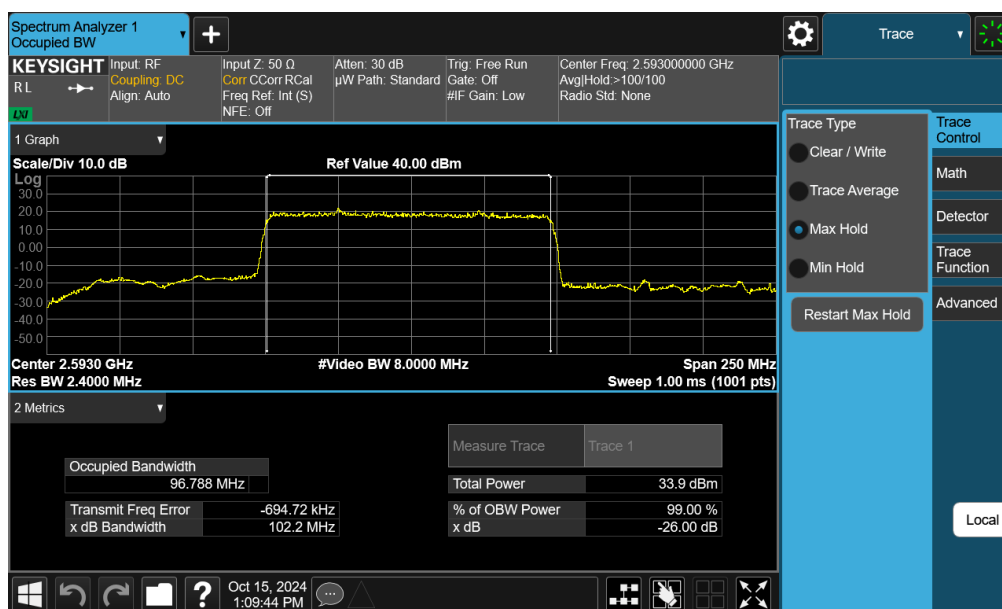 Spectrum Analyzer 1
Occupied BW
+
Trace
KEYSIGHT
RL
LXI
Input: RF
Coupling: DC
Align: Auto
Input Z: 50 Ω
Corr CCorr RCal
Freq Ref: Int (S)
NFE: Off
Atten: 30 dB
µW Path: Standard
Trig: Free Run
Gate: Off
#IF Gain: Low
Center Freq: 2.593000000 GHz
Avg|Hold:>100/100
Radio Std: None
1 Graph
Scale/Div 10.0 dB
Ref Value 40.00 dBm
Log
30.0
20.0
10.0
0.00
-10.0
-20.0
-30.0
-40.0
-50.0
Center 2.5930 GHz
#Video BW 8.0000 MHz
Span 250 MHz
Res BW 2.4000 MHz
Sweep 1.00 ms (1001 pts)
2 Metrics
Measure Trace
Trace 1
Occupied Bandwidth
96.788 MHz
Total Power
33.9 dBm
Transmit Freq Error
-694.72 kHz
% of OBW Power
99.00 %
x dB Bandwidth
102.2 MHz
x dB
-26.00 dB
Trace Type
Clear / Write
Trace Average
Max Hold
Min Hold
Restart Max Hold
Trace
Control
Math
Detector
Trace
Function
Advanced
Local
?
Oct 15, 2024
1:09:44 PM